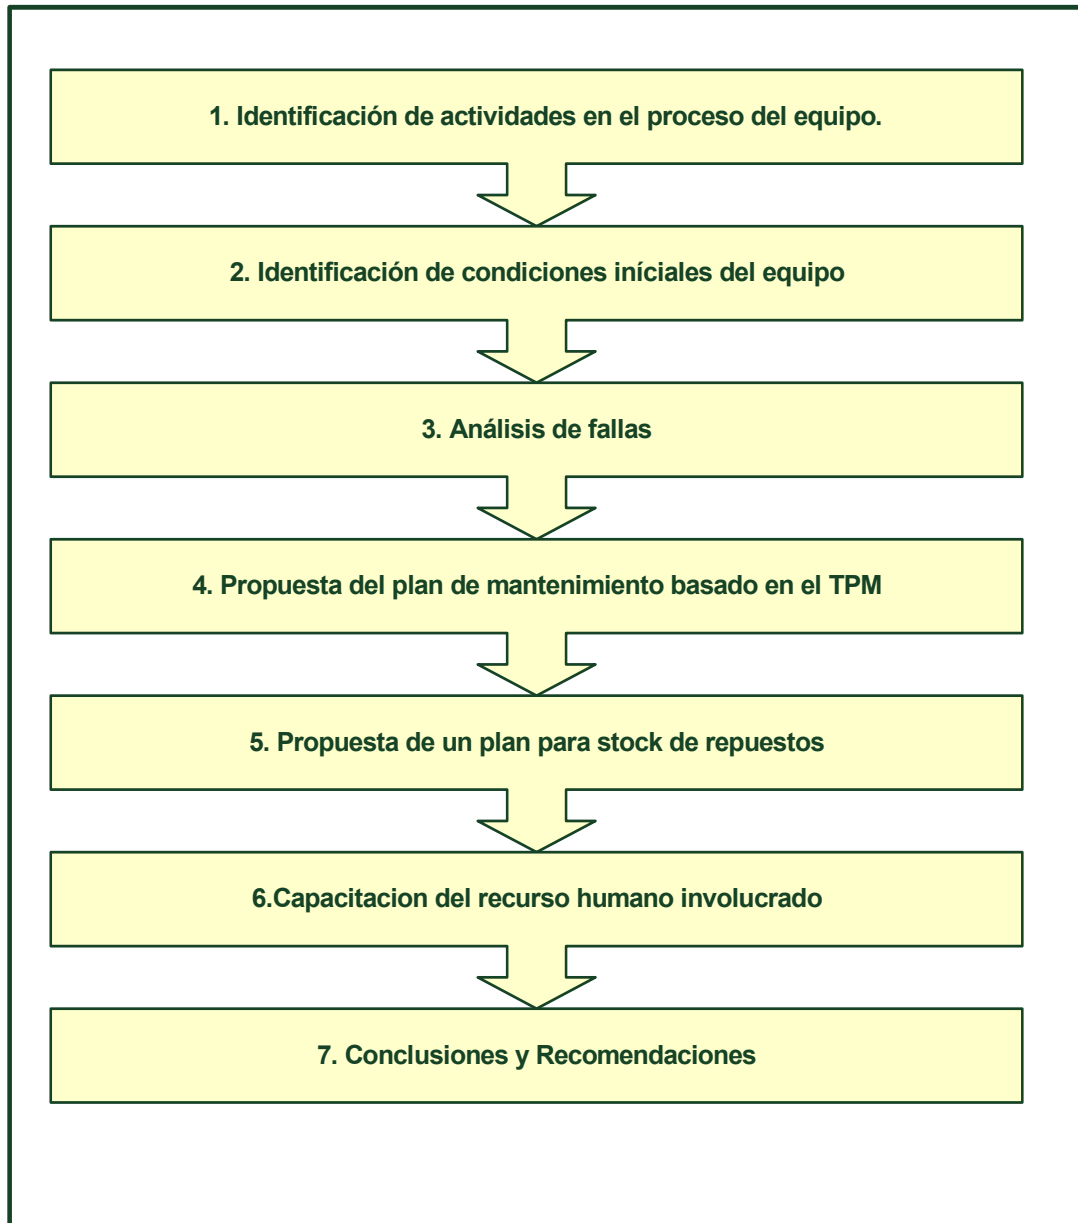 1. Identificación de actividades en el proceso del equipo.
2. Identificación de condiciones iníciales del equipo
3. Análisis de fallas
4. Propuesta del plan de mantenimiento basado en el TPM
5. Propuesta de un plan para stock de repuestos
6.Capacitacion del recurso humano involucrado
7. Conclusiones y Recomendaciones